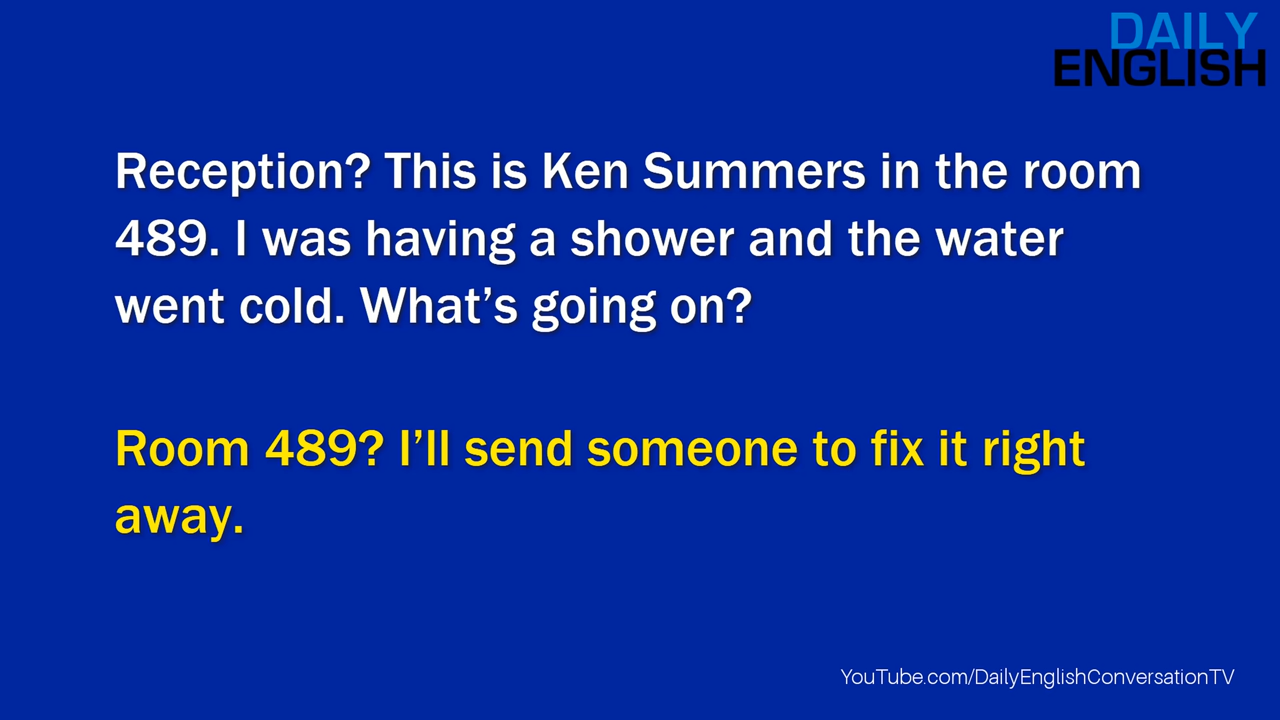 DAILY
ENGLISH
Reception? This is Ken Summers in the room
489. I was having a shower and the water
went cold. What’s going on?
Room 489? I’ll send someone to fix it right
away.
YouTube.com/DailyEnglishConversationTV